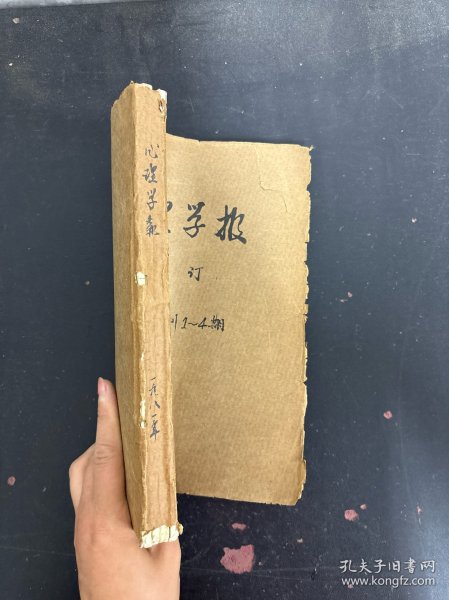 心理学報
一九八一年
学报
订
1~4期
孔夫子旧书网
www.kongfz.com